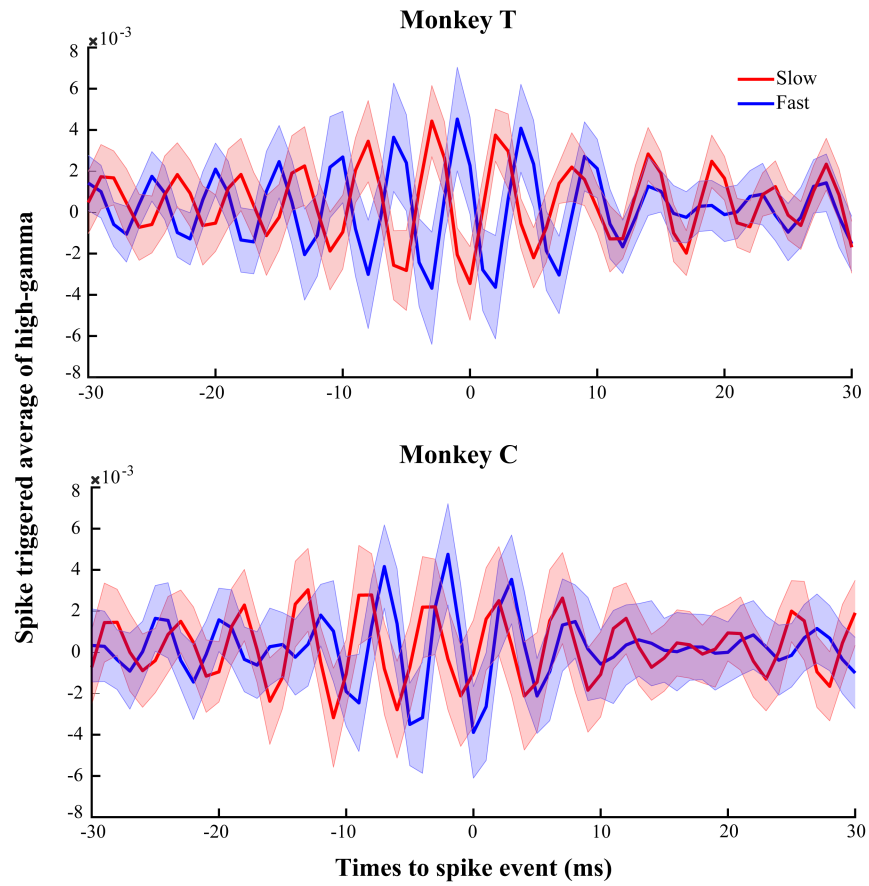 Monkey T
×10⁻³
8
6
4
2
0
-2
-4
-6
-8
-30 -20 -10 0 10 20 30
Slow
Fast
Spike triggered average of high-gamma
Monkey C
×10⁻³
8
6
4
2
0
-2
-4
-6
-8
-30 -20 -10 0 10 20 30
Times to spike event (ms)